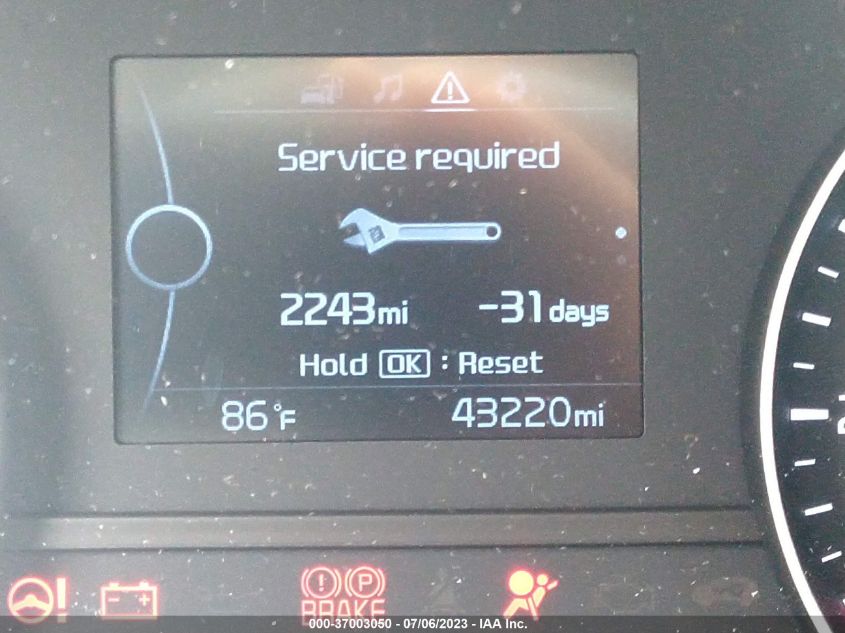 Service required
2243mi -31days
Hold OK : Reset
86°F 43220mi
BRAKE
000-37003050 - 07/06/2023 - IAA Inc.